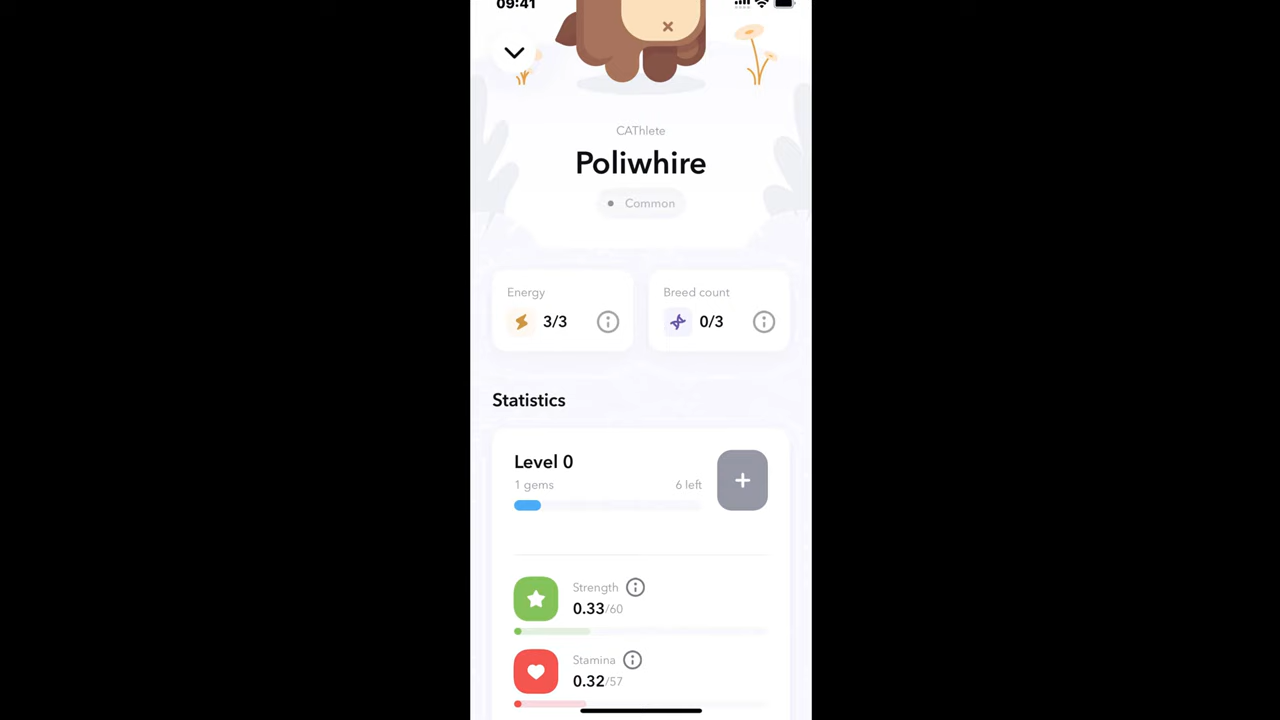 09:41
CAThlete
Poliwhire
Common
Energy
3/3
Breed count
0/3
Statistics
Level 0
1 gems
6 left
Strength
0.33/60
Stamina
0.32/57